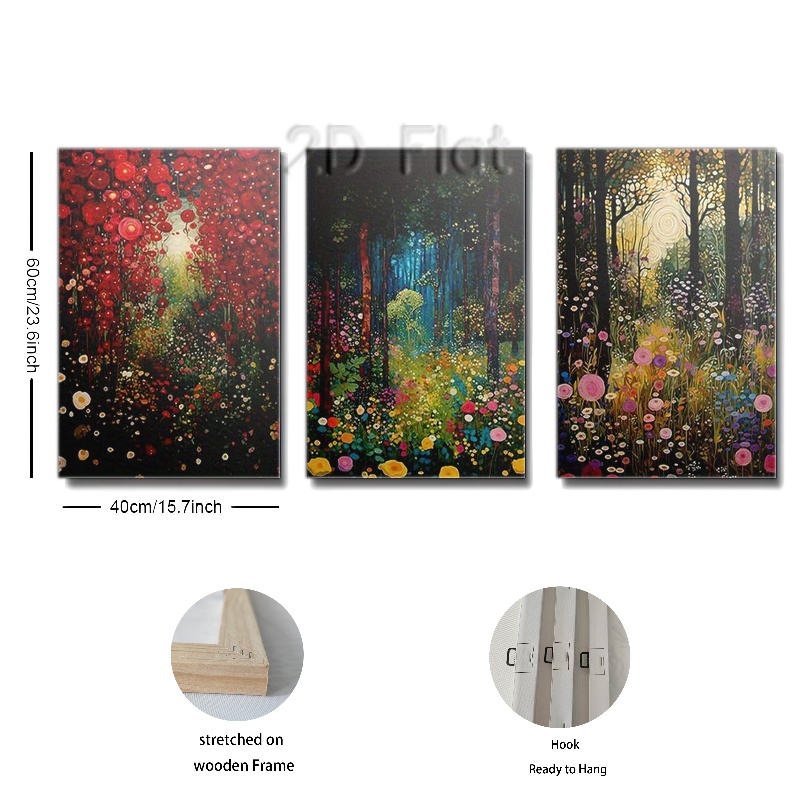 2D Flat
60cm/23.6inch
40cm/15.7inch
stretched on
wooden Frame
Hook
Ready to Hang